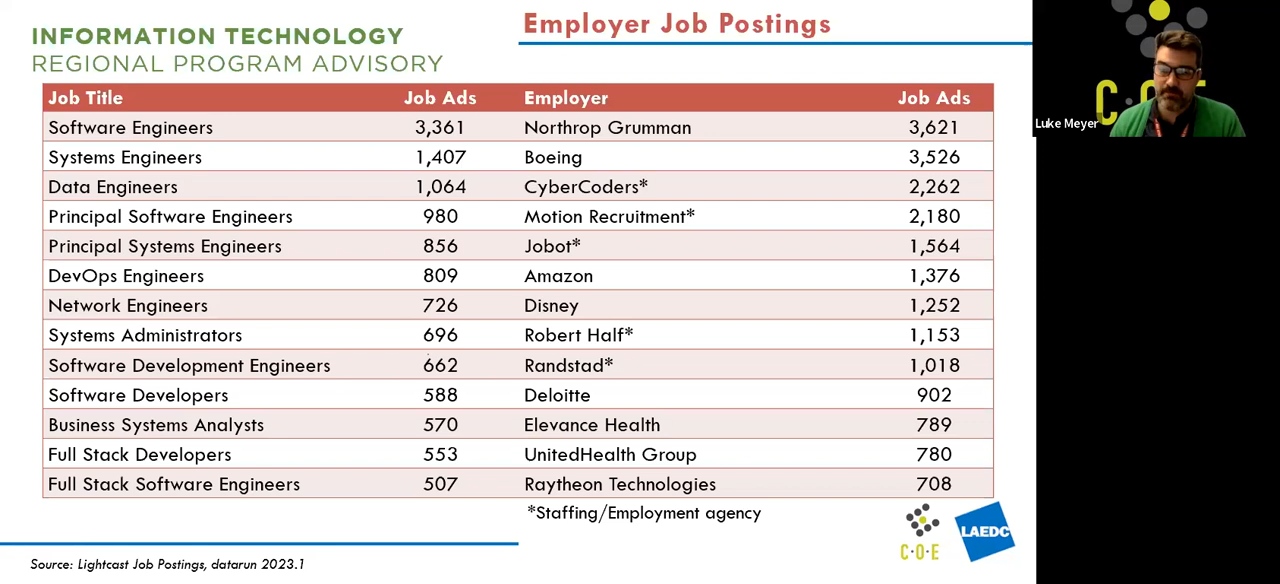 INFORMATION TECHNOLOGY
REGIONAL PROGRAM ADVISORY
Employer Job Postings
Job Title Job Ads Employer Job Ads
Software Engineers 3,361 Northrop Grumman 3,621
Systems Engineers 1,407 Boeing 3,526
Data Engineers 1,064 CyberCoders* 2,262
Principal Software Engineers 980 Motion Recruitment* 2,180
Principal Systems Engineers 856 Jobot* 1,564
DevOps Engineers 809 Amazon 1,376
Network Engineers 726 Disney 1,252
Systems Administrators 696 Robert Half* 1,153
Software Development Engineers 662 Randstad* 1,018
Software Developers 588 Deloitte 902
Business Systems Analysts 570 Elevance Health 789
Full Stack Developers 553 UnitedHealth Group 780
Full Stack Software Engineers 507 Raytheon Technologies 708
*Staffing/Employment agency
C·O·E
LAEDC
Source: Lightcast Job Postings, datarun 2023.1
Luke Meyer